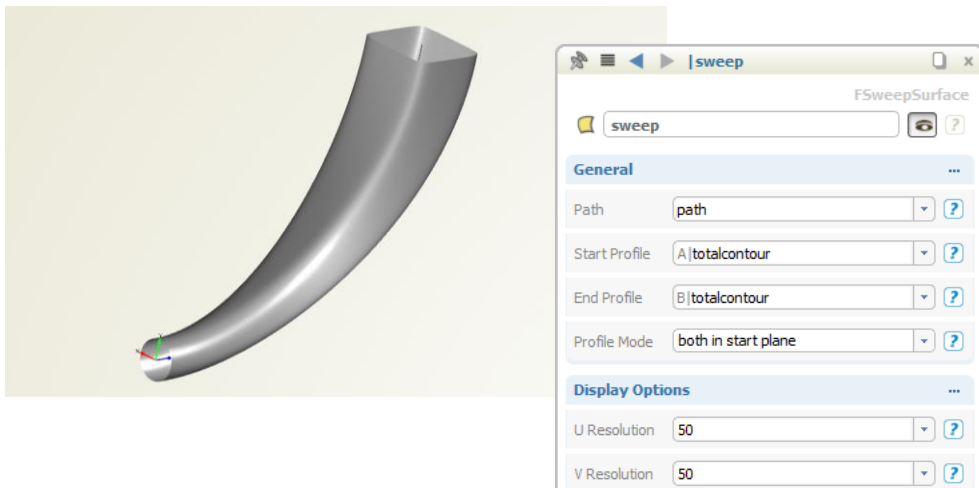 |sweep
FSweepSurface
sweep
General
Path path
Start Profile A|totalcontour
End Profile B|totalcontour
Profile Mode both in start plane
Display Options
U Resolution 50
V Resolution 50